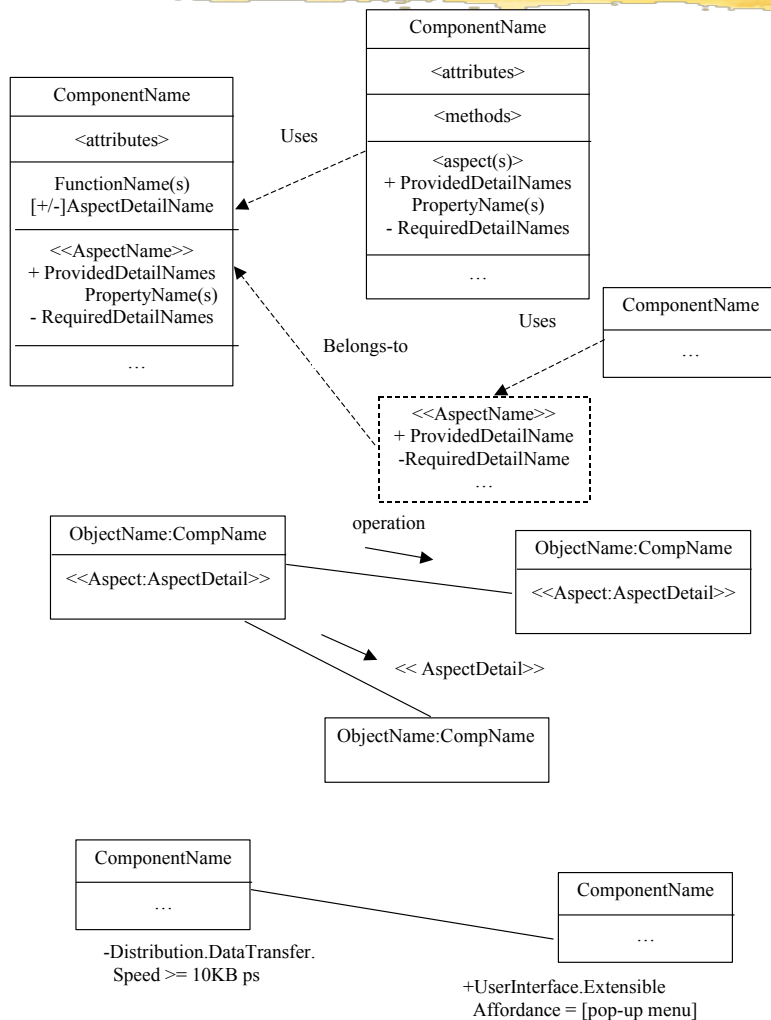 ComponentName
<attributes>
<methods>
<aspect(s)>
+ ProvidedDetailNames
PropertyName(s)
- RequiredDetailNames
…
ComponentName
<attributes>
FunctionName(s)
[+/-]AspectDetailName
<<AspectName>>
+ ProvidedDetailNames
PropertyName(s)
- RequiredDetailNames
…
Uses
Belongs-to
Uses
ComponentName
…
<<AspectName>>
+ ProvidedDetailName
-RequiredDetailName
…
ObjectName:CompName
<<Aspect:AspectDetail>>
operation
ObjectName:CompName
<<Aspect:AspectDetail>>
<< AspectDetail>>
ObjectName:CompName
ComponentName
…
-Distribution.DataTransfer.
Speed >= 10KB ps
ComponentName
…
+UserInterface.Extensible
Affordance = [pop-up menu]